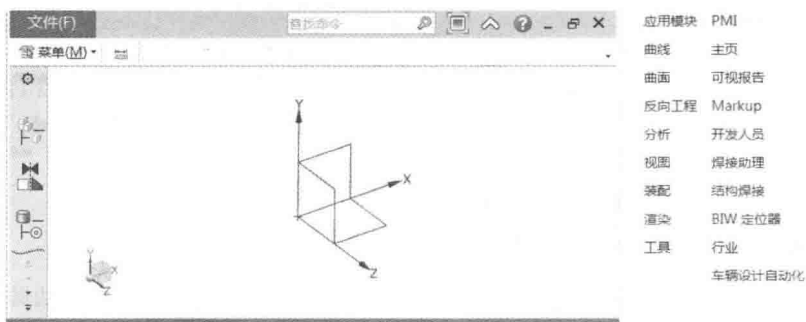 文件(F) 查找命令
菜单(M)
Y
X
Z
Y
X
Z
应用模块 PMI
曲线 主页
曲面 可视报告
反向工程 Markup
分析 开发人员
视图 焊接助理
装配 结构焊接
渲染 BIW 定位器
工具 行业
车辆设计自动化